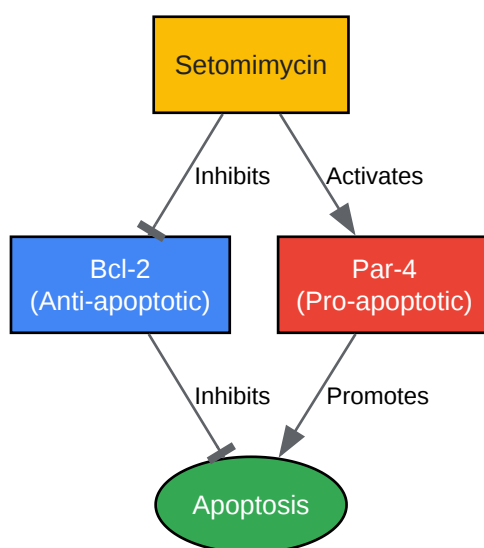 Setomimycin
Inhibits
Activates
Bcl-2
(Anti-apoptotic)
Par-4
(Pro-apoptotic)
Inhibits
Promotes
Apoptosis